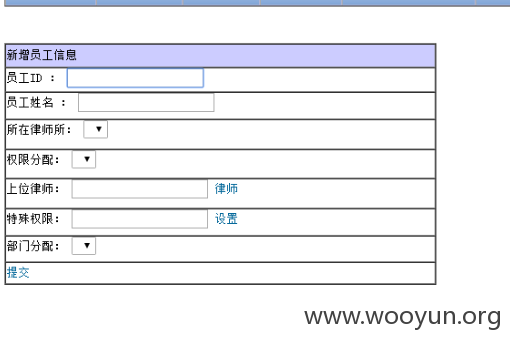 新增员工信息
员工ID ：
员工姓名 ：
所在律师所：
权限分配：
上位律师： 律师
特殊权限： 设置
部门分配：
提交
www.wooyun.org